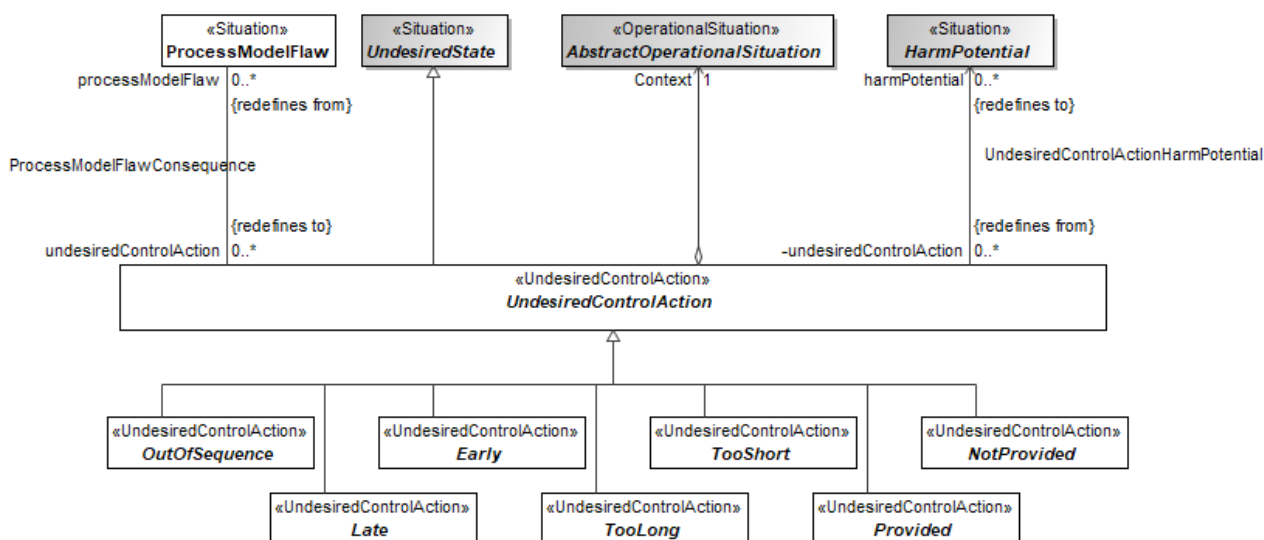 «Situation»
ProcessModelFlaw
«Situation»
UndesiredState
«OperationalSituation»
AbstractOperationalSituation
«Situation»
HarmPotential
processModelFlaw 0..*
{redefines from}
Context 1
harmPotential 0..*
{redefines to}
ProcessModelFlawConsequence
UndesiredControlActionHarmPotential
{redefines to}
undesiredControlAction 0..*
{redefines from}
-undesiredControlAction 0..*
«UndesiredControlAction»
UndesiredControlAction
«UndesiredControlAction»
OutOfSequence
«UndesiredControlAction»
Early
«UndesiredControlAction»
TooShort
«UndesiredControlAction»
NotProvided
«UndesiredControlAction»
Late
«UndesiredControlAction»
TooLong
«UndesiredControlAction»
Provided